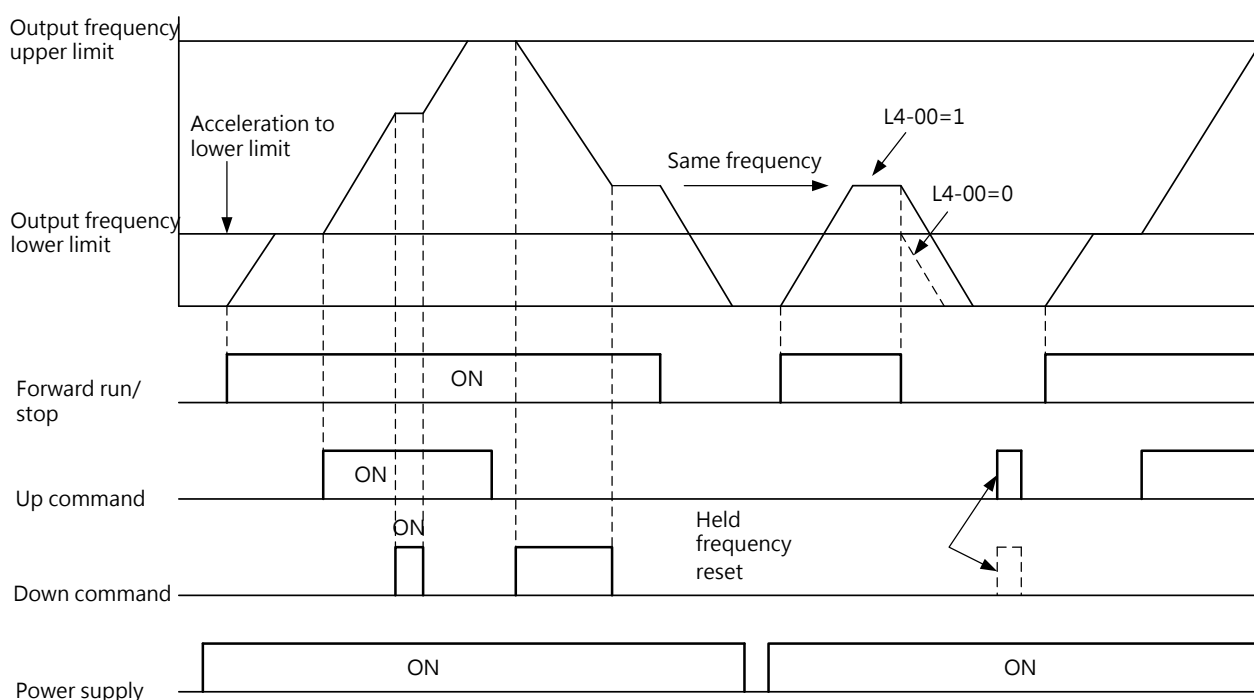 Output frequency
upper limit
Acceleration to
lower limit
L4-00=1
Same frequency
L4-00=0
Output frequency
lower limit
Forward run/
stop
ON
Up command
ON
ON
Held
frequency
reset
Down command
Power supply
ON
ON